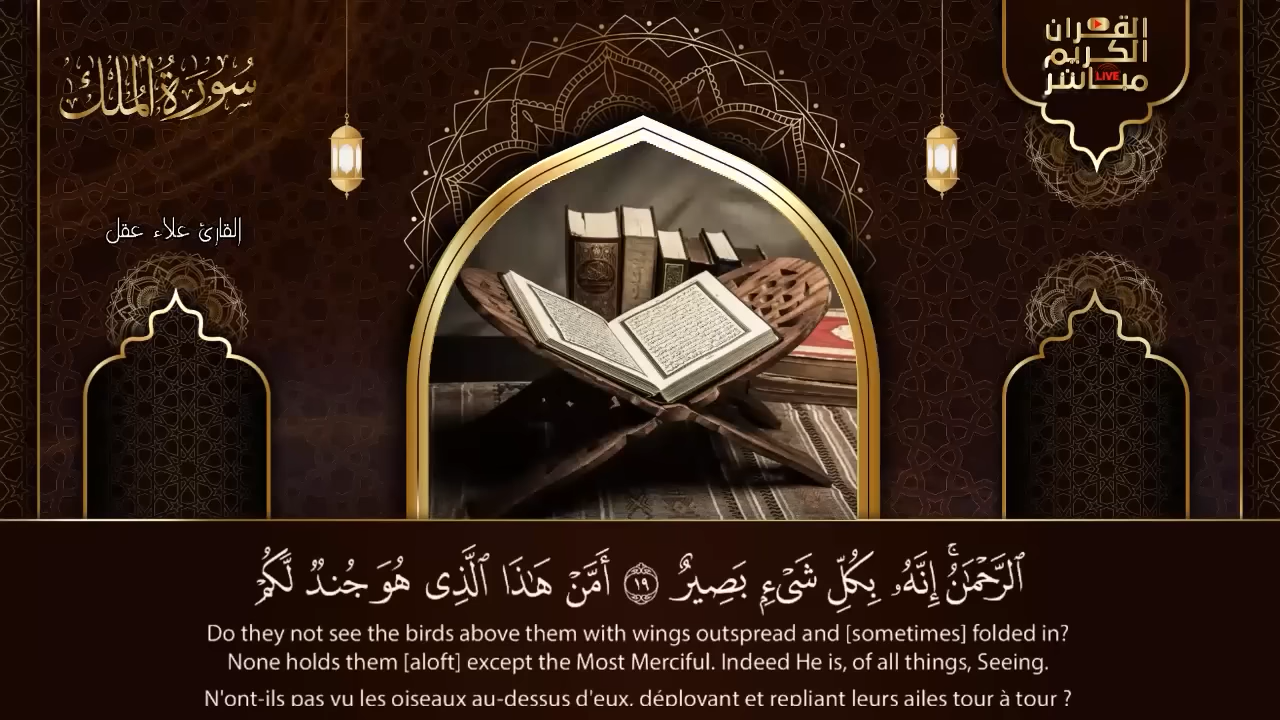 سُورَةُ الْمُلْك
القرآن
الكريم
LIVE
مباشر
القارئ علاء عقل
ٱلرَّحْمَٰنُ ۚ إِنَّهُۥ بِكُلِّ شَىْءٍۭ بَصِيرٌ ۝١٩ أَمَّنْ هَٰذَا ٱلَّذِى هُوَ جُندٌ لَّكُمْ
Do they not see the birds above them with wings outspread and [sometimes] folded in?
None holds them [aloft] except the Most Merciful. Indeed He is, of all things, Seeing.
N'ont-ils pas vu les oiseaux au-dessus d'eux, déployant et repliant leurs ailes tour à tour ?